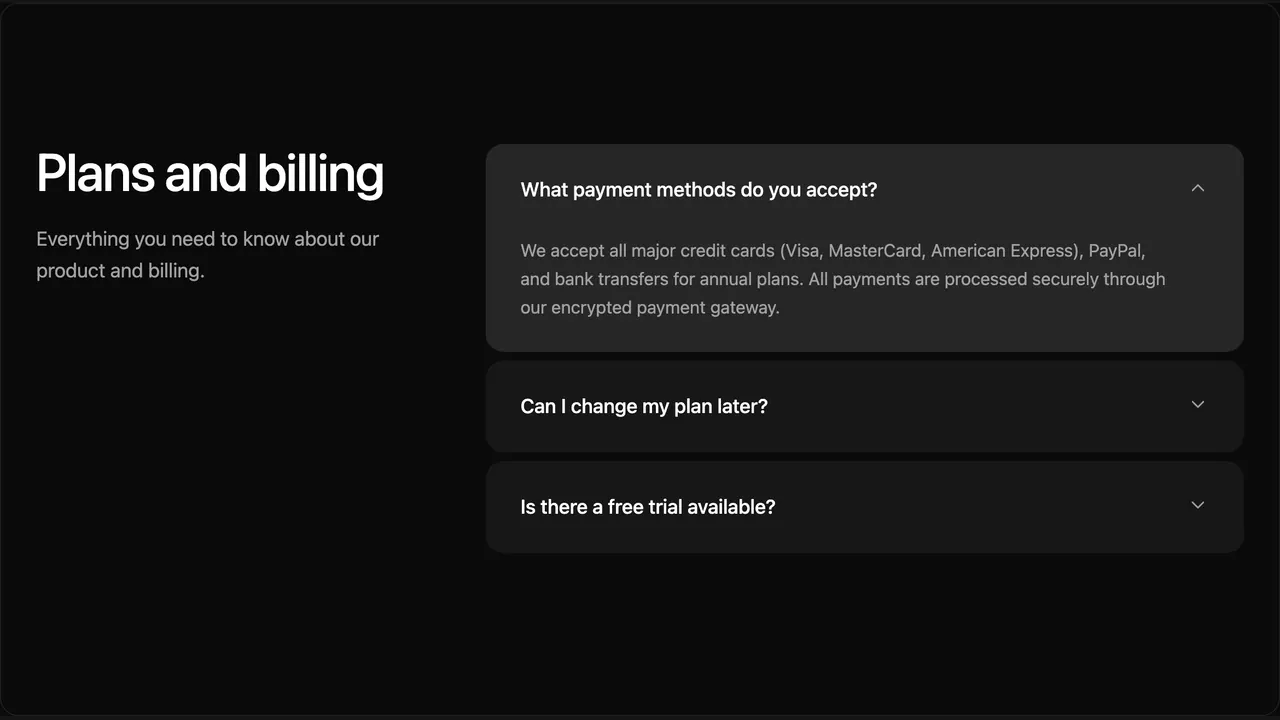 Plans and billing
Everything you need to know about our
product and billing.
What payment methods do you accept?
We accept all major credit cards (Visa, MasterCard, American Express), PayPal,
and bank transfers for annual plans. All payments are processed securely through
our encrypted payment gateway.
Can I change my plan later?
Is there a free trial available?